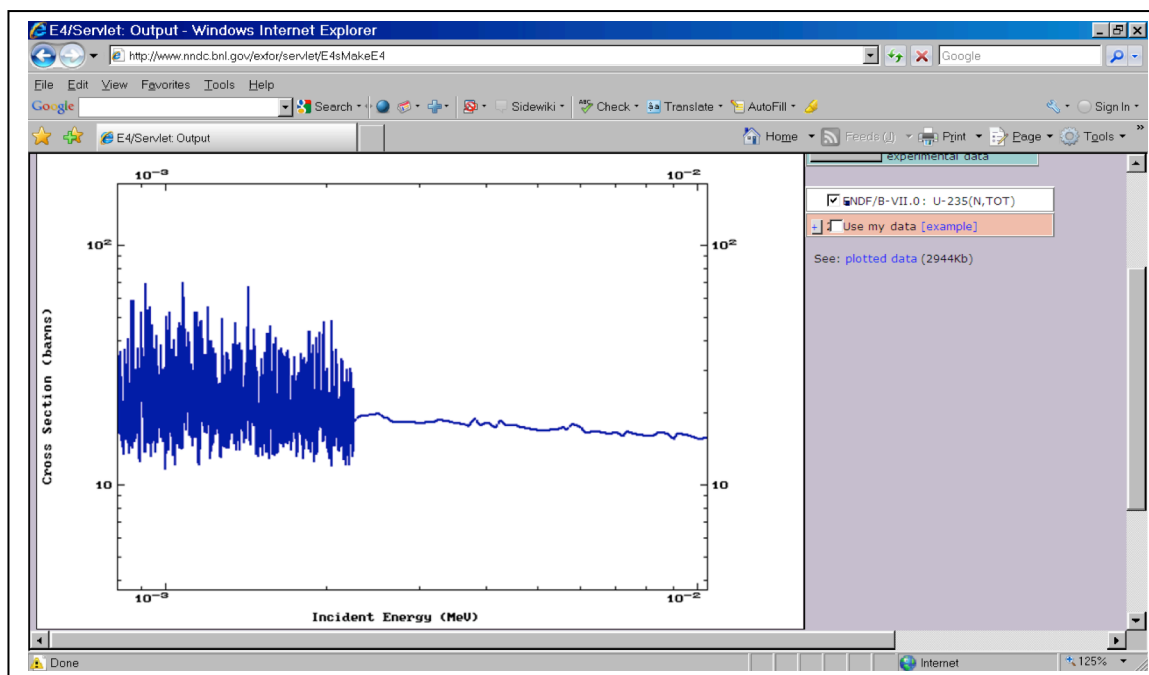 E4/Servlet: Output - Windows Internet Explorer
http://www.nndc.bnl.gov/exfor/servlet/E4sMakeE4
Google
File Edit View Favorites Tools Help
Google Search Sidewiki Check Translate AutoFill Sign In
E4/Servlet Output Home Feeds (J) Print Page Tools »
experimental data
10⁻³ 10⁻²
ENDF/B-VII.0: U-235(N,TOT)
+ Use my data [example]
10² 10²
See: plotted data (2944Kb)
Cross Section (barns)
10 10
10⁻³ 10⁻²
Incident Energy (MeV)
Done Internet 125%